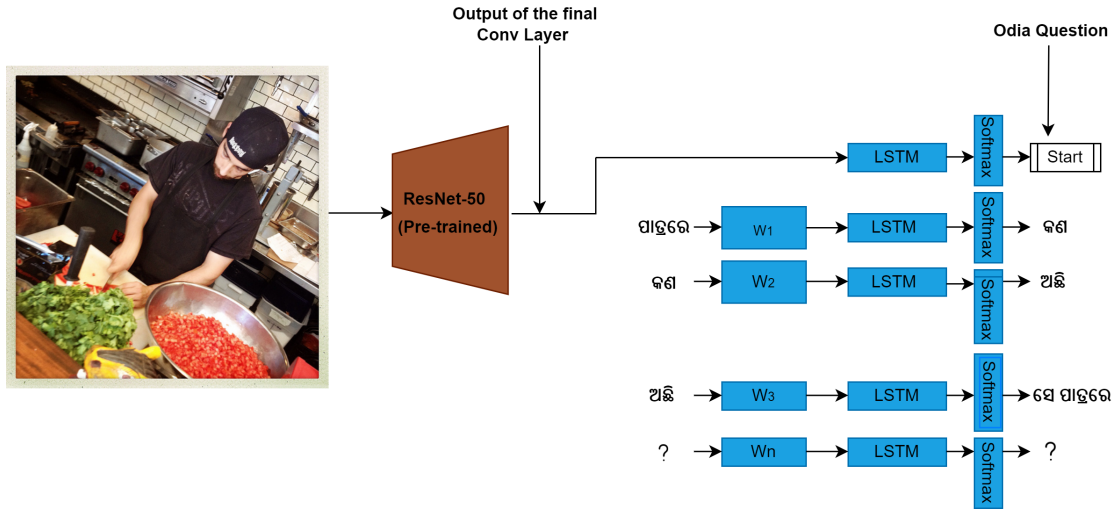 Output of the final
Conv Layer
Odia Question
ResNet-50
(Pre-trained)
LSTM
Softmax
Start
ପାତ୍ରରେ
W1
LSTM
Softmax
କଣ
କଣ
W2
LSTM
Softmax
ଅଛି
ଅଛି
W3
LSTM
Softmax
ସେ ପାତ୍ରରେ
?
Wn
LSTM
Softmax
?